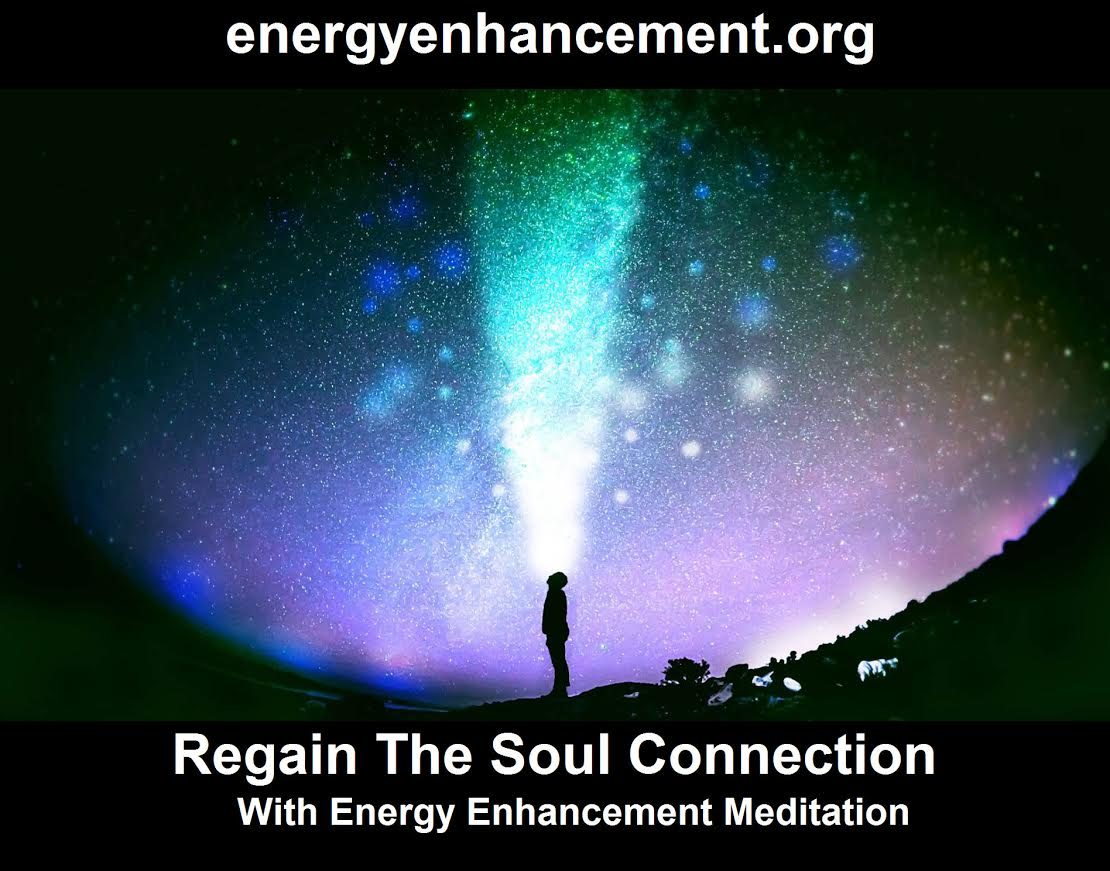 energyenhancement.org
Regain The Soul Connection
With Energy Enhancement Meditation